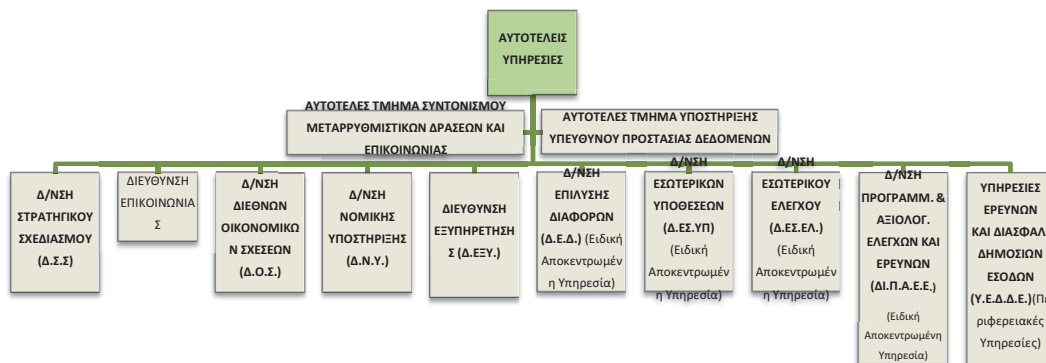 ΑΥΤΟΤΕΛΕΙΣ
ΥΠΗΡΕΣΙΕΣ
ΑΥΤΟΤΕΛΕΣ ΤΜΗΜΑ ΣΥΝΤΟΝΙΣΜΟΥ
ΜΕΤΑΡΡΥΘΜΙΣΤΙΚΩΝ ΔΡΑΣΕΩΝ ΚΑΙ
ΕΠΙΚΟΙΝΩΝΙΑΣ
ΑΥΤΟΤΕΛΕΣ ΤΜΗΜΑ ΥΠΟΣΤΗΡΙΞΗΣ
ΥΠΕΥΘΥΝΟΥ ΠΡΟΣΤΑΣΙΑΣ ΔΕΔΟΜΕΝΩΝ
Δ/ΝΣΗ
ΣΤΡΑΤΗΓΙΚΟΥ
ΣΧΕΔΙΑΣΜΟΥ
(Δ.Σ.Σ)
ΔΙΕΥΘΥΝΣΗ
ΕΠΙΚΟΙΝΩΝΙΑ
Σ
Δ/ΝΣΗ
ΔΙΕΘΝΩΝ
ΟΙΚΟΝΟΜΙΚΩ
Ν ΣΧΕΣΕΩΝ
(Δ.Ο.Σ.)
Δ/ΝΣΗ
ΝΟΜΙΚΗΣ
ΥΠΟΣΤΗΡΙΞΗΣ
(Δ.Ν.Υ.)
ΔΙΕΥΘΥΝΣΗ
ΕΞΥΠΗΡΕΤΗΣΗ
Σ (Δ.ΕΞΥ.)
Δ/ΝΣΗ
ΕΠΙΛΥΣΗΣ
ΔΙΑΦΟΡΩΝ
(Δ.Ε.Δ.) (Ειδική
Αποκεντρωμέν
η Υπηρεσία)
Δ/ΝΣΗ
ΕΣΩΤΕΡΙΚΩΝ
ΥΠΟΘΕΣΕΩΝ
(Δ.ΕΣ.ΥΠ)
(Ειδική
Αποκεντρωμέν
η Υπηρεσία)
Δ/ΝΣΗ
ΕΣΩΤΕΡΙΚΟΥ
ΕΛΕΓΧΟΥ
(Δ.ΕΣ.ΕΛ.)
(Ειδική
Αποκεντρωμέν
η Υπηρεσία)
Δ/ΝΣΗ
ΠΡΟΓΡΑΜΜ. &
ΑΞΙΟΛΟΓ.
ΕΛΕΓΧΩΝ ΚΑΙ
ΕΡΕΥΝΩΝ
(ΔΙ.Π.Α.Ε.Ε.)
(Ειδική
Αποκεντρωμένη
Υπηρεσία)
ΥΠΗΡΕΣΙΕΣ
ΕΡΕΥΝΩΝ
ΚΑΙ ΔΙΑΣΦΑΛ
ΔΗΜΟΣΙΩΝ
ΕΣΟΔΩΝ
(Υ.Ε.Δ.Δ.Ε.)(Πε
ριφερειακές
Υπηρεσίες)